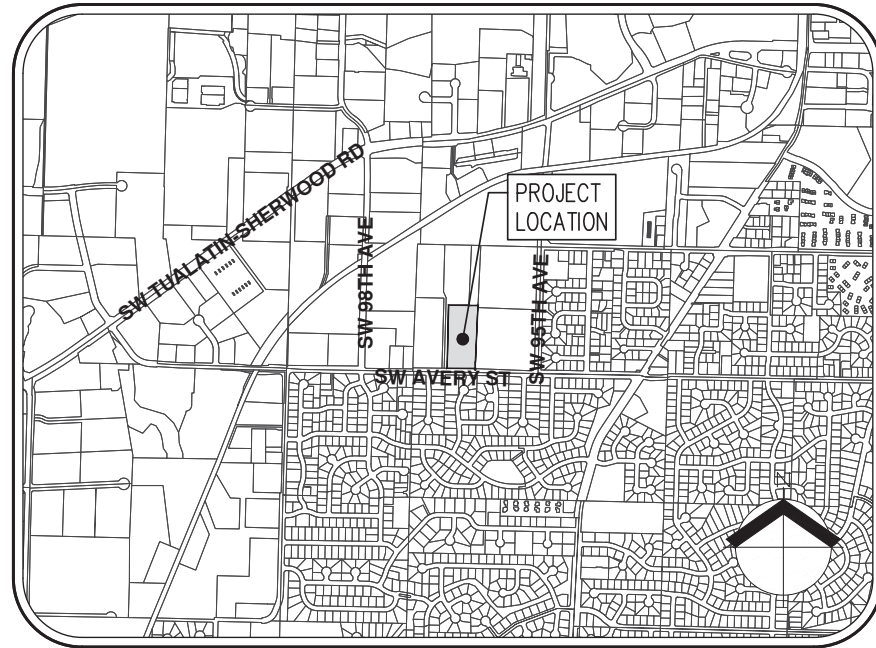 SW TUALATIN-SHERWOOD RD
PROJECT
LOCATION
SW 98TH AVE
SW 95TH AVE
SW AVERY ST
N